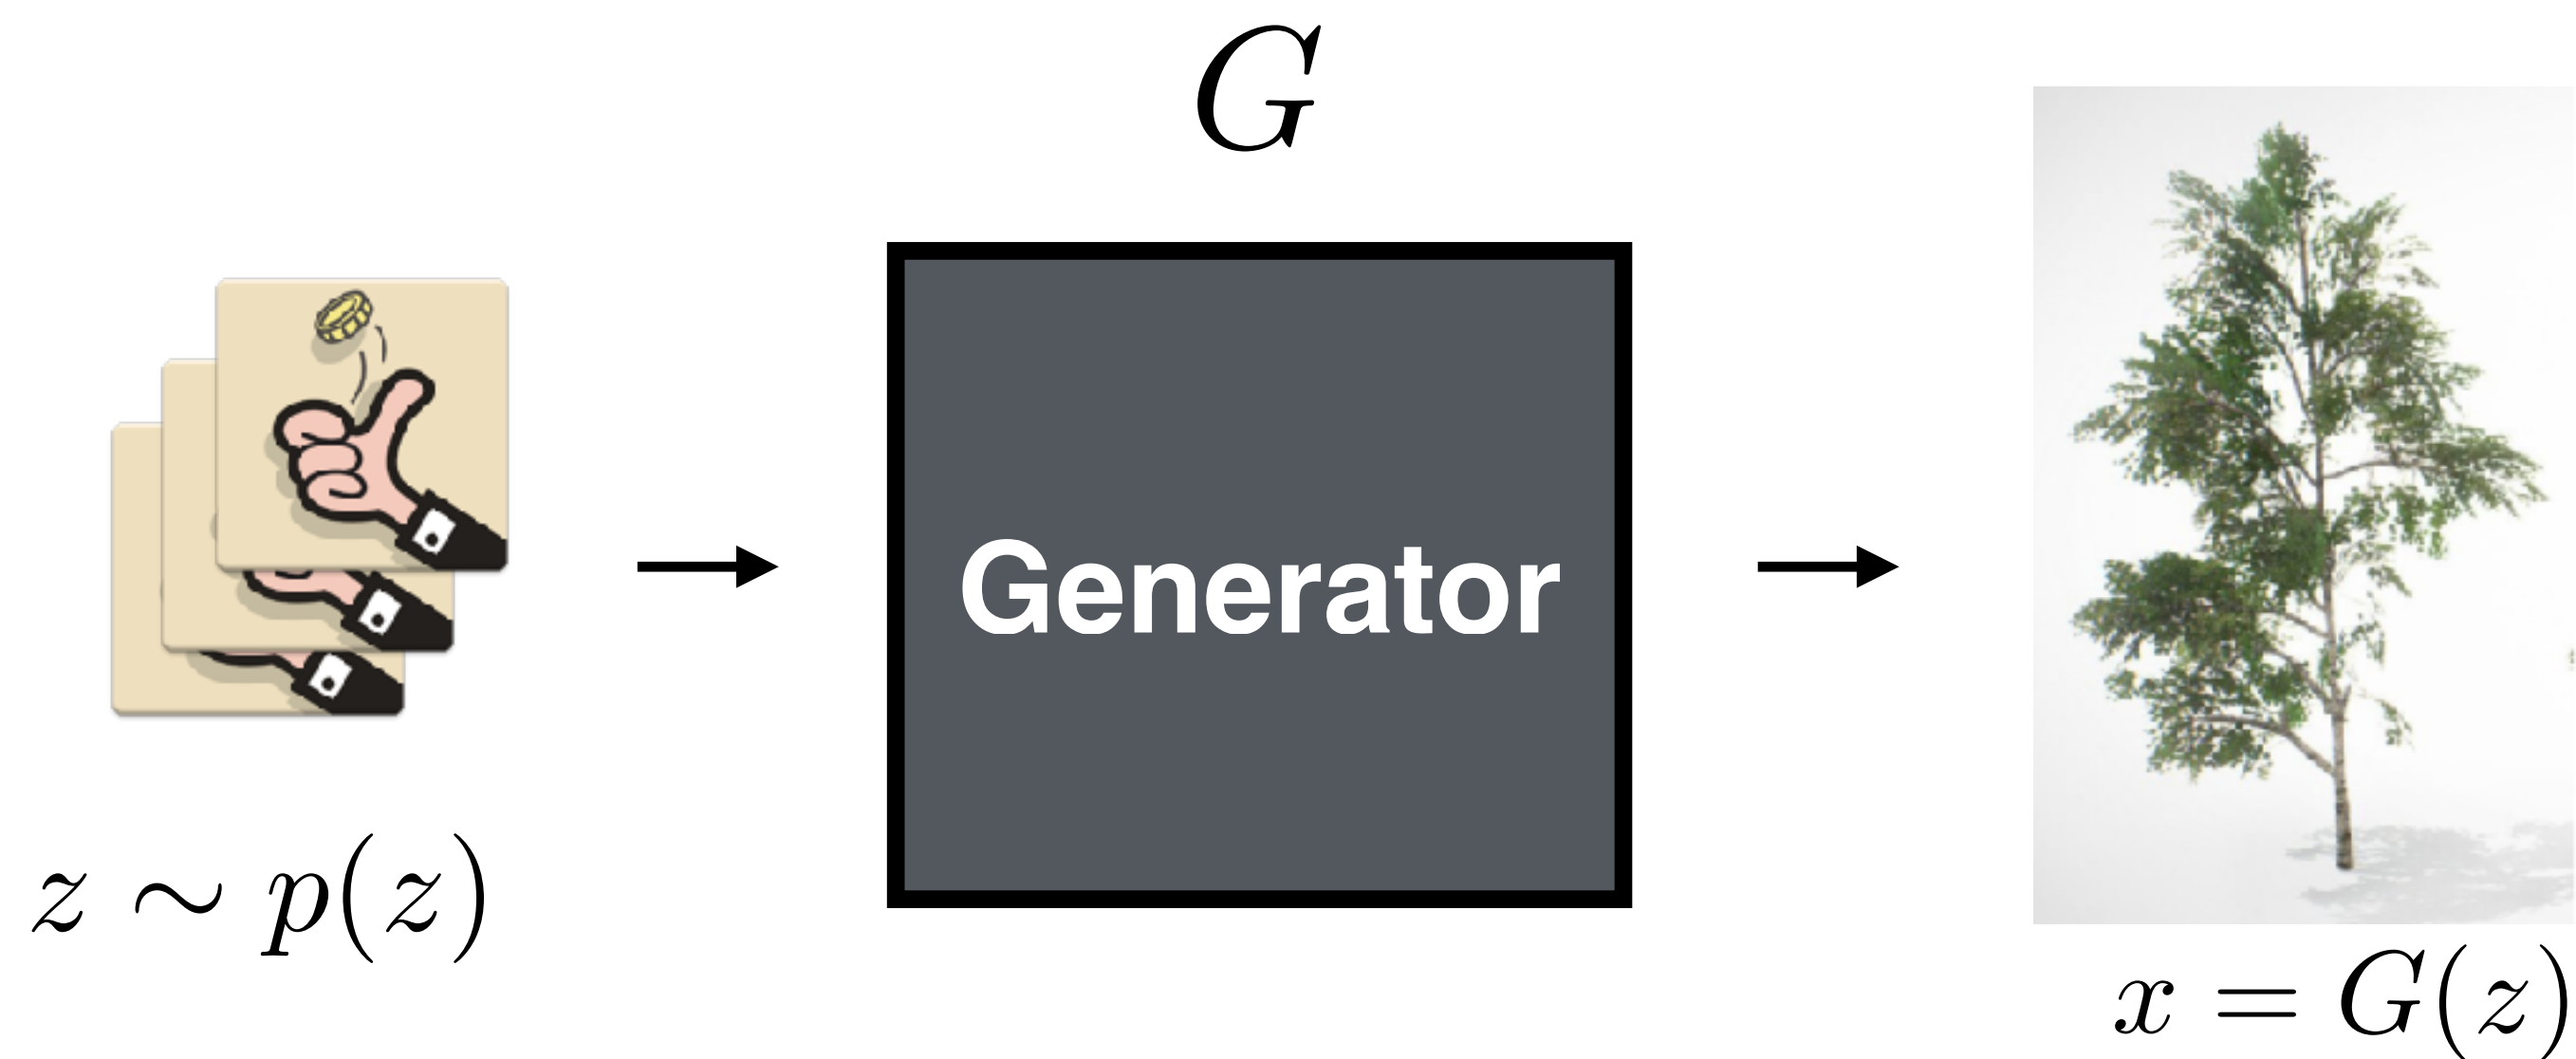 G
Generator
z ∼ p(z)
x = G(z)